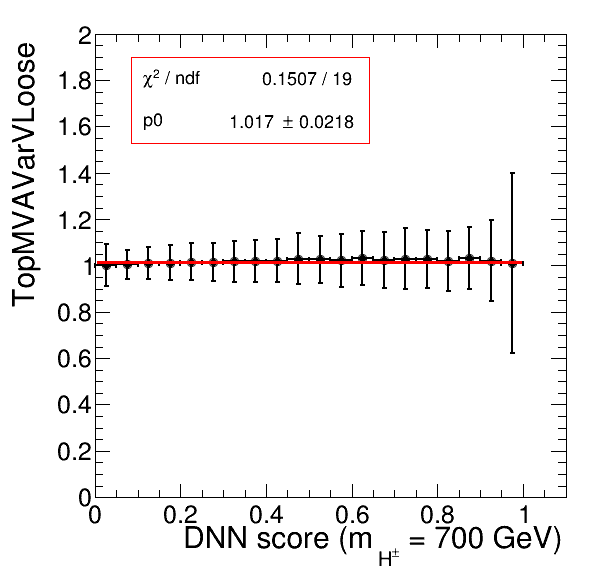 TopMVAVarVLoose
2
1.8
1.6
1.4
1.2
1
0.8
0.6
0.4
0.2
0
χ² / ndf 0.1507 / 19
p0 1.017 ± 0.0218
0 0.2 0.4 0.6 0.8 1
DNN score (m_H± = 700 GeV)